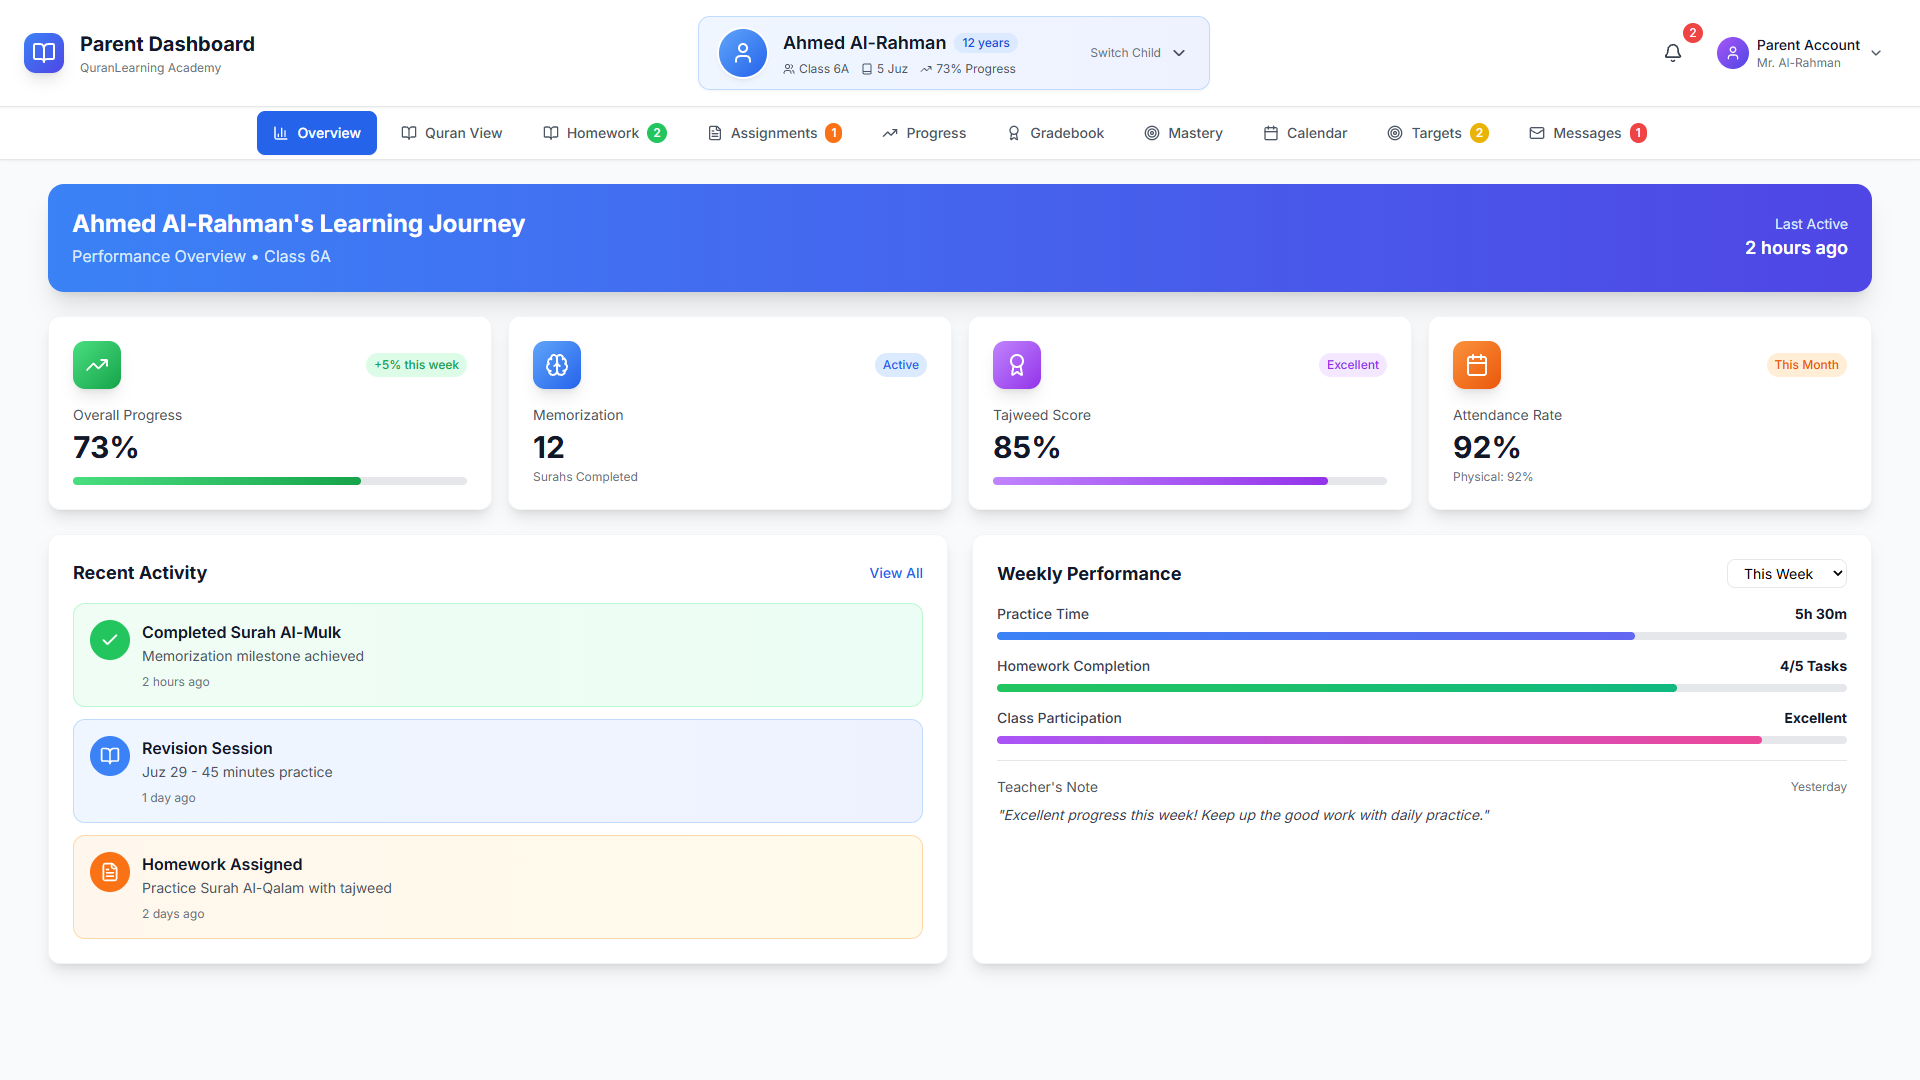 Parent Dashboard
QuranLearning Academy
Ahmed Al-Rahman 12 years
Class 6A 5 Juz 73% Progress
Switch Child
2
Parent Account
Mr. Al-Rahman
Overview Quran View Homework 2 Assignments 1 Progress Gradebook Mastery Calendar Targets 2 Messages 1
Ahmed Al-Rahman's Learning Journey
Performance Overview • Class 6A
Last Active
2 hours ago
+5% this week
Overall Progress
73%
Active
Memorization
12
Surahs Completed
Excellent
Tajweed Score
85%
This Month
Attendance Rate
92%
Physical: 92%
Recent Activity View All
Completed Surah Al-Mulk
Memorization milestone achieved
2 hours ago
Revision Session
Juz 29 - 45 minutes practice
1 day ago
Homework Assigned
Practice Surah Al-Qalam with tajweed
2 days ago
Weekly Performance This Week
Practice Time 5h 30m
Homework Completion 4/5 Tasks
Class Participation Excellent
Teacher's Note Yesterday
"Excellent progress this week! Keep up the good work with daily practice."